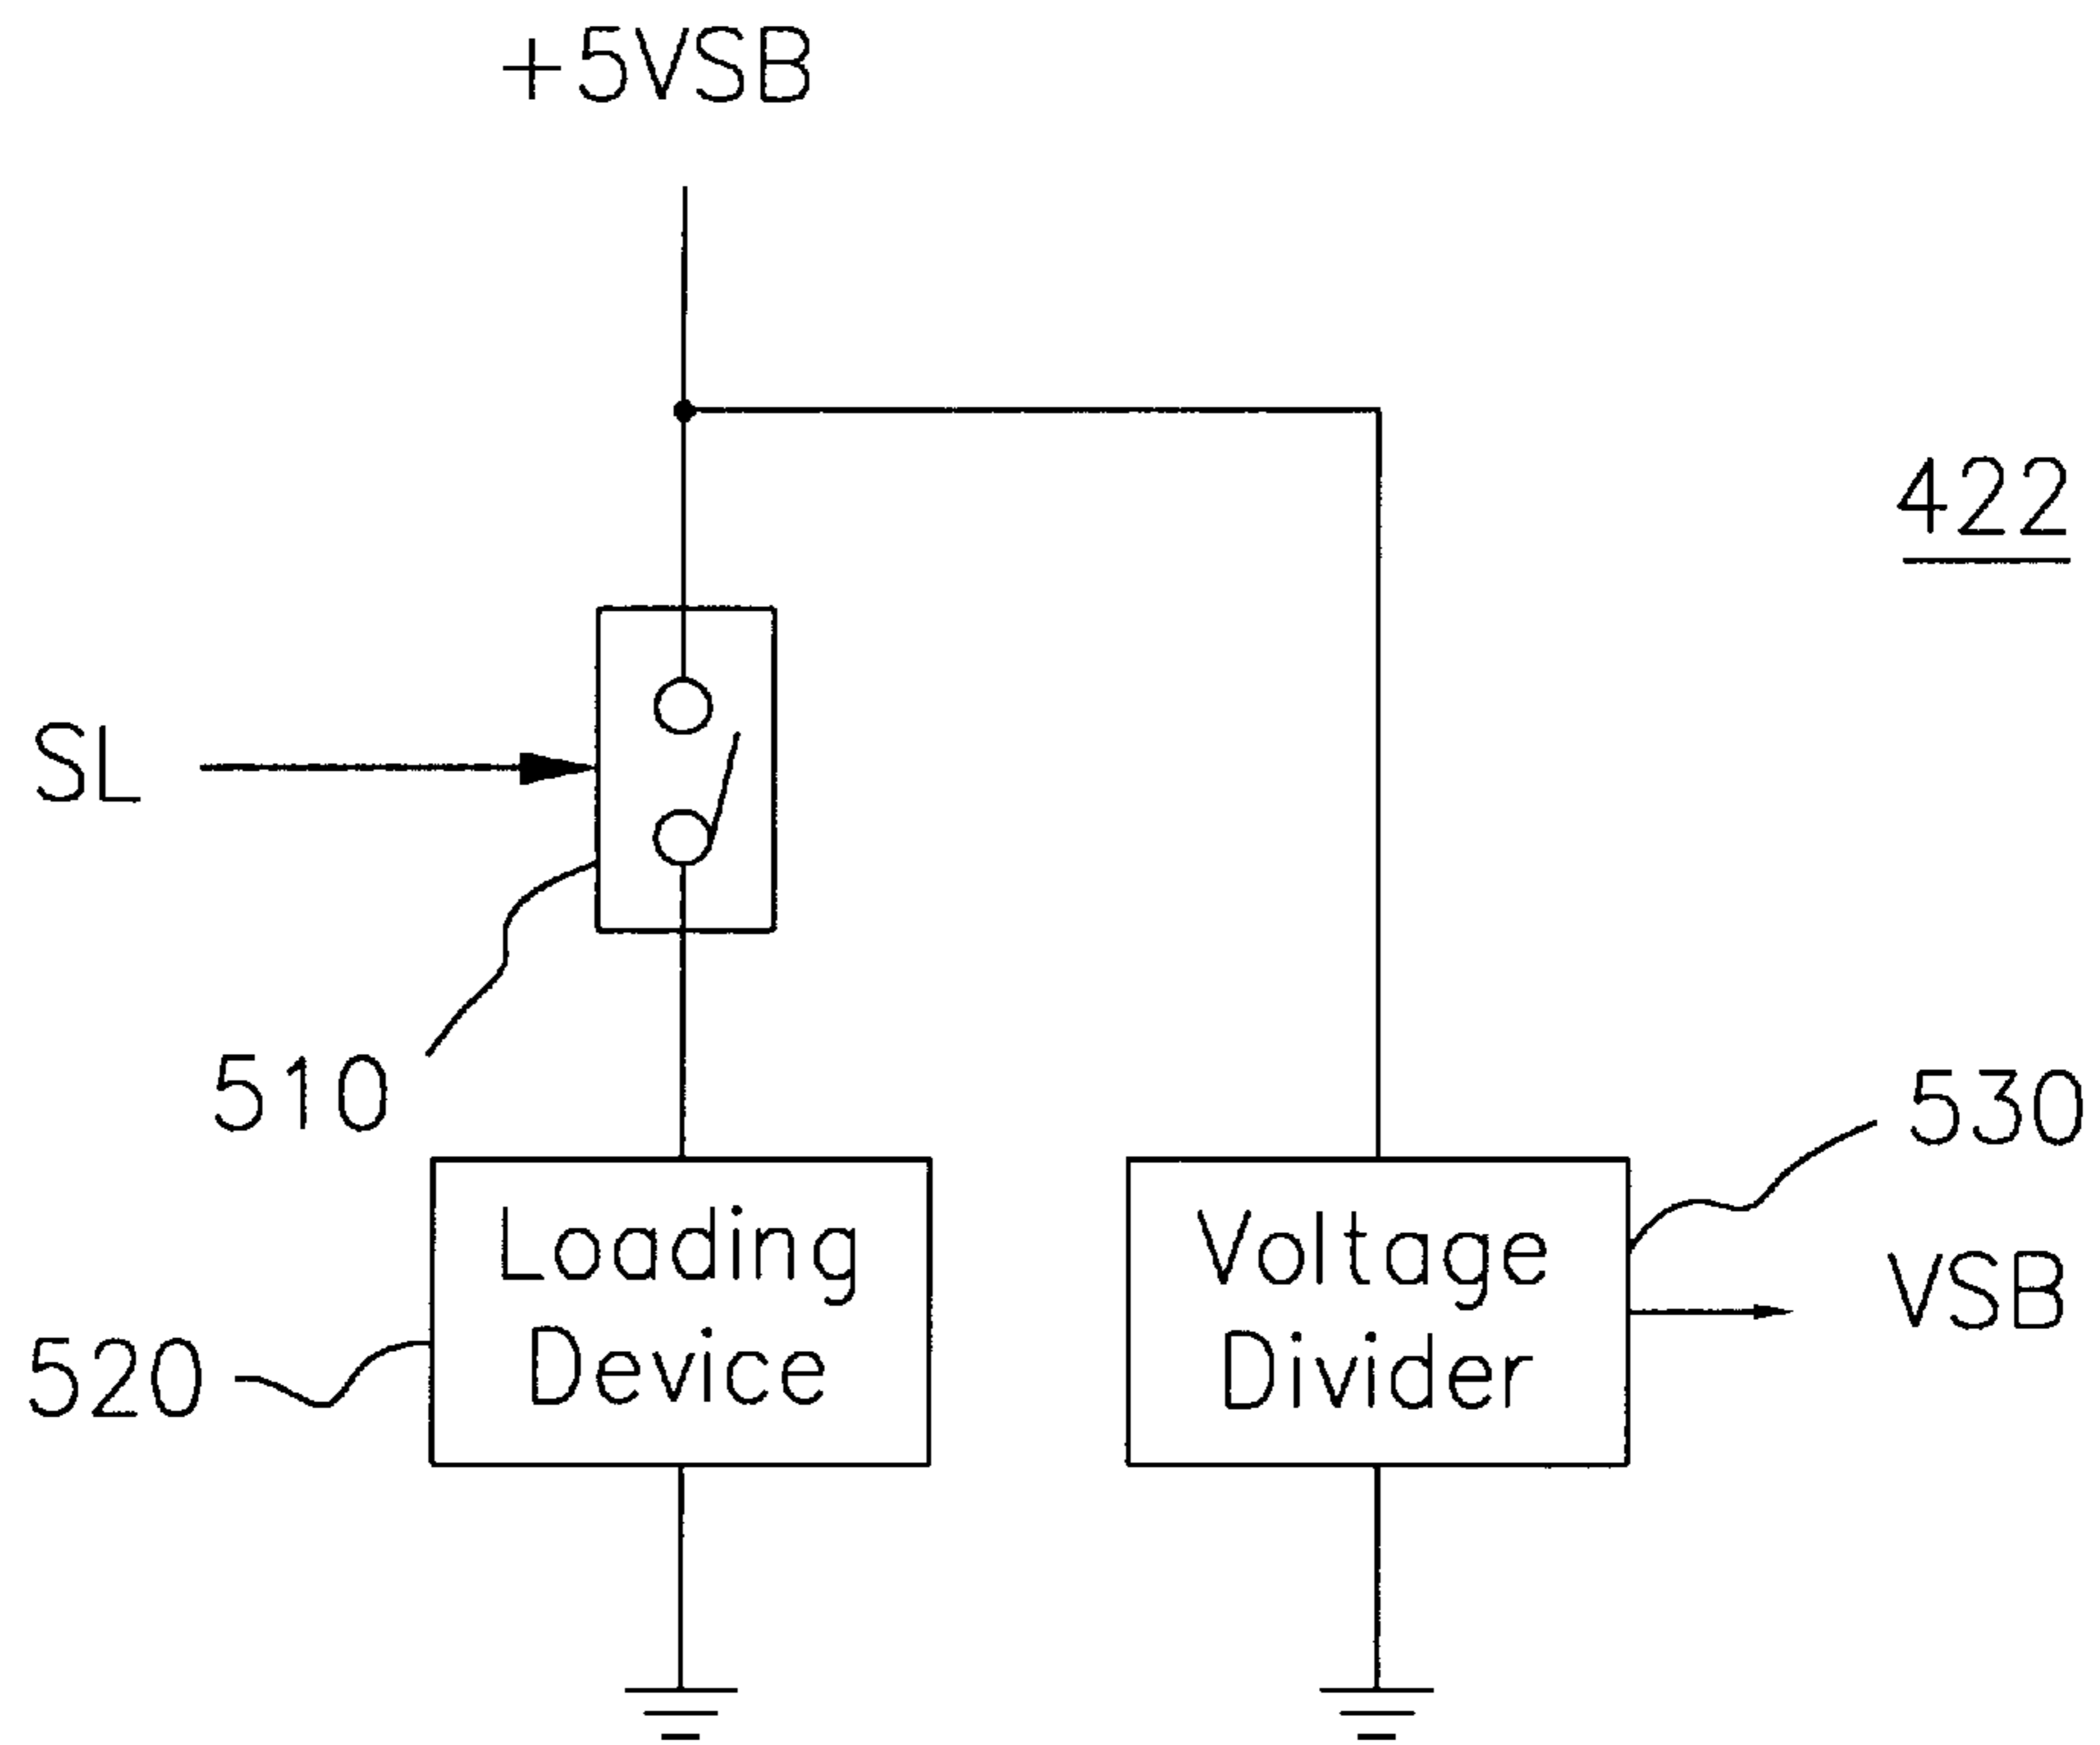 +5VSB
422
SL
510
530
Loading
Device
Voltage
Divider
VSB
520